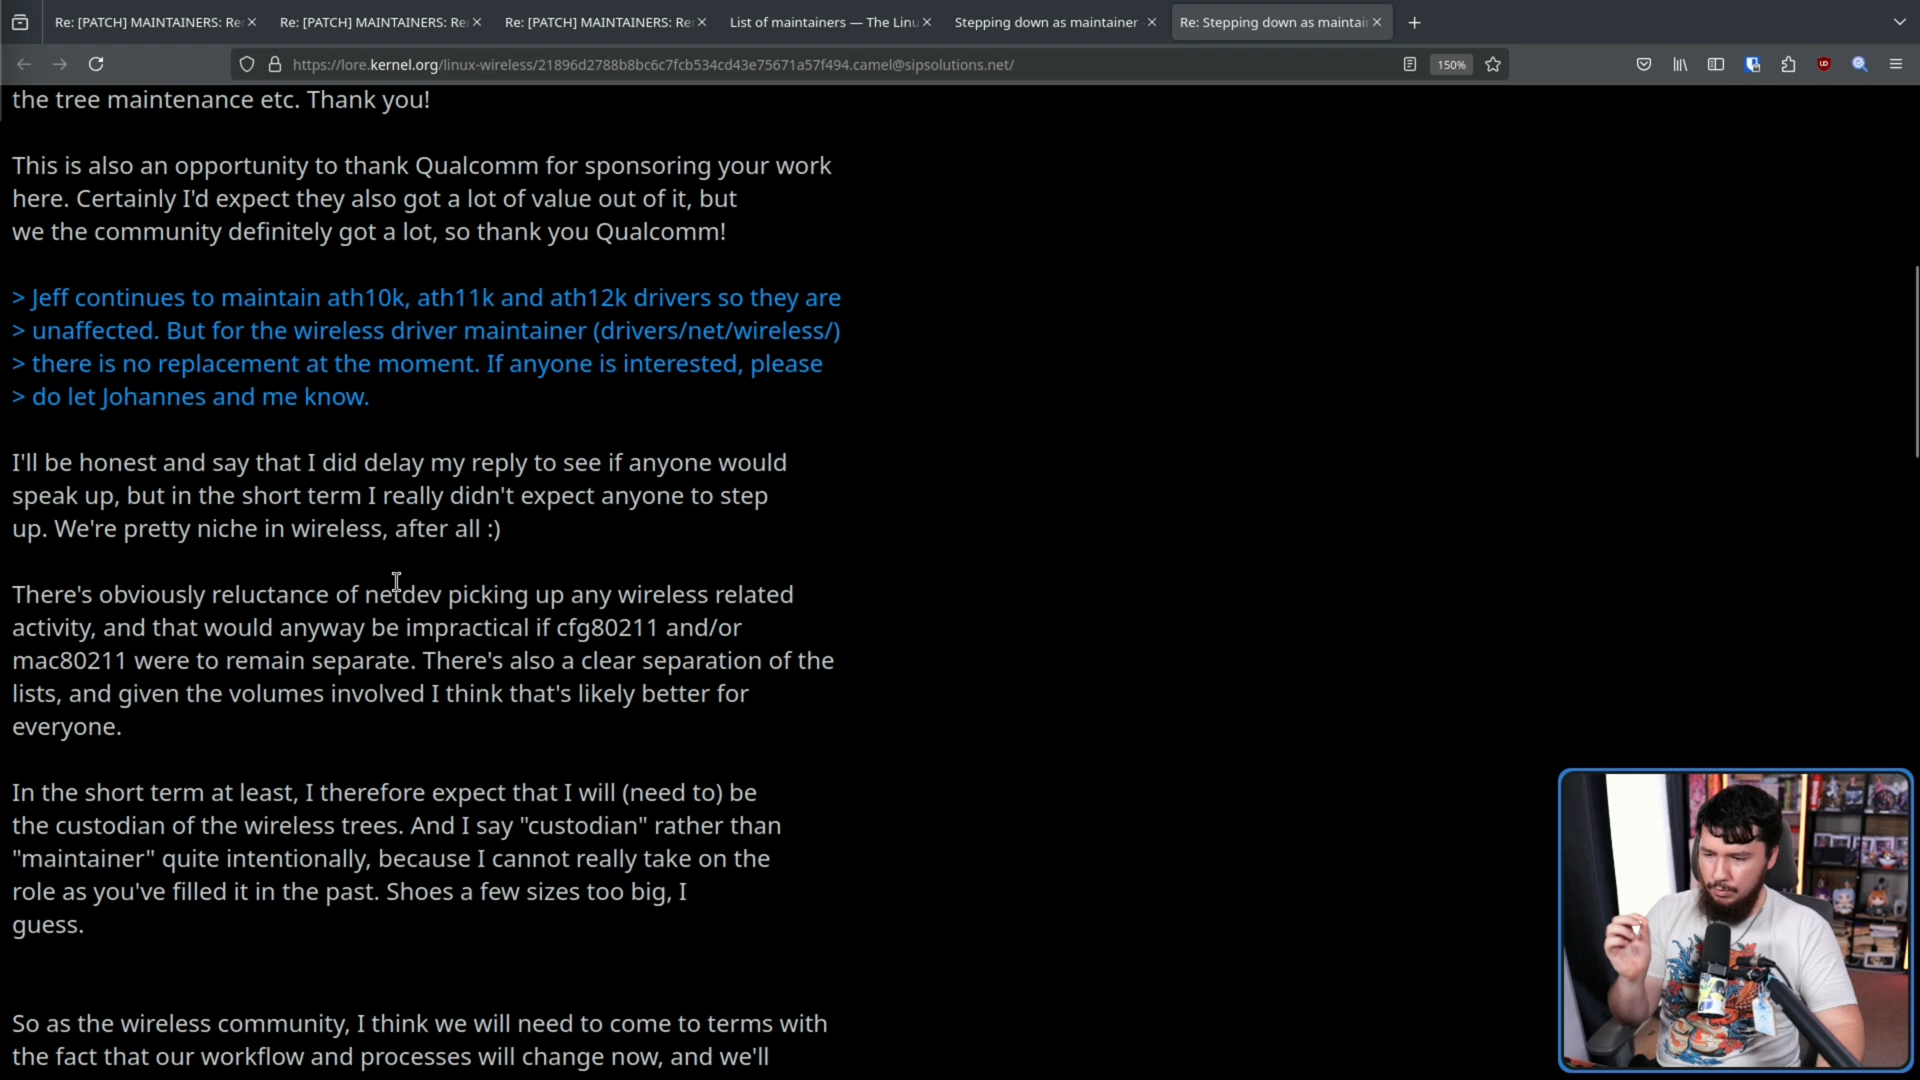 Re: [PATCH] MAINTAINERS: Re
Re: [PATCH] MAINTAINERS: Re
Re: [PATCH] MAINTAINERS: Re
List of maintainers — The Linu
Stepping down as maintainer
Re: Stepping down as maintai
https://lore.kernel.org/linux-wireless/21896d2788b8bc6c7fcb534cd43e75671a57f494.camel@sipsolutions.net/
150%
the tree maintenance etc. Thank you!
This is also an opportunity to thank Qualcomm for sponsoring your work
here. Certainly I'd expect they also got a lot of value out of it, but
we the community definitely got a lot, so thank you Qualcomm!
> Jeff continues to maintain ath10k, ath11k and ath12k drivers so they are
> unaffected. But for the wireless driver maintainer (drivers/net/wireless/)
> there is no replacement at the moment. If anyone is interested, please
> do let Johannes and me know.
I'll be honest and say that I did delay my reply to see if anyone would
speak up, but in the short term I really didn't expect anyone to step
up. We're pretty niche in wireless, after all :)
There's obviously reluctance of netdev picking up any wireless related
activity, and that would anyway be impractical if cfg80211 and/or
mac80211 were to remain separate. There's also a clear separation of the
lists, and given the volumes involved I think that's likely better for
everyone.
In the short term at least, I therefore expect that I will (need to) be
the custodian of the wireless trees. And I say "custodian" rather than
"maintainer" quite intentionally, because I cannot really take on the
role as you've filled it in the past. Shoes a few sizes too big, I
guess.
So as the wireless community, I think we will need to come to terms with
the fact that our workflow and processes will change now, and we'll